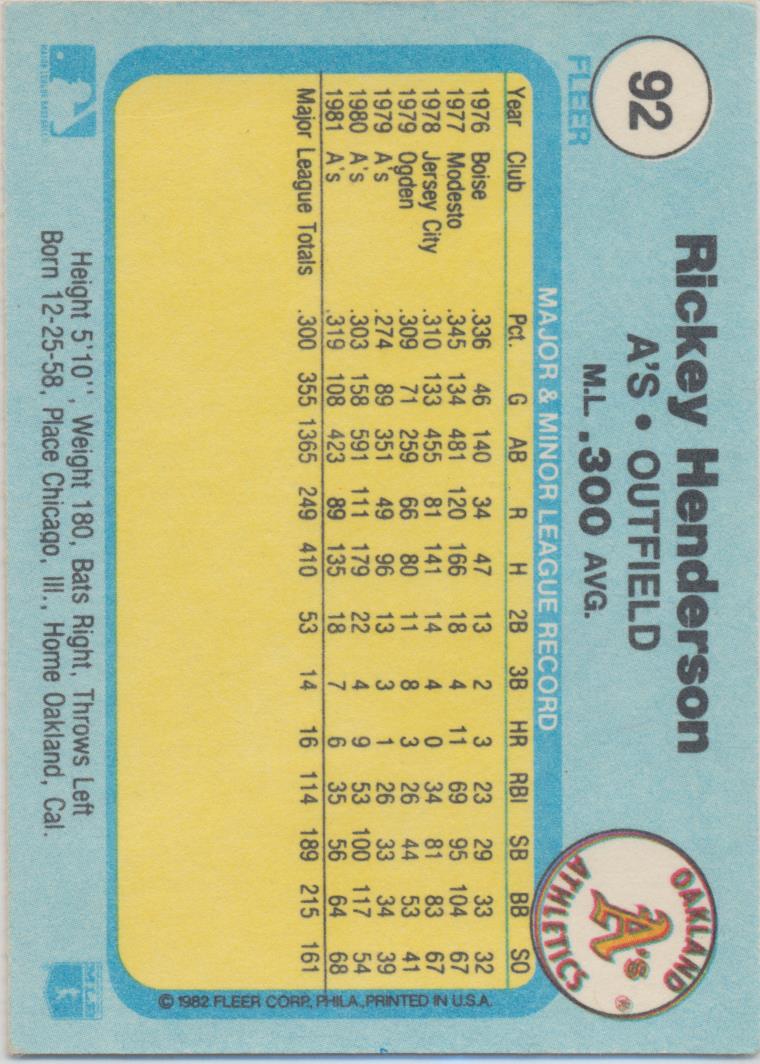 92
FLEER
Rickey Henderson
A'S • OUTFIELD
M.L. .300 AVG.
OAKLAND
A's
ATHLETICS
®
MAJOR & MINOR LEAGUE RECORD
Year Club Pct. G AB R H 2B 3B HR RBI SB BB SO
1976 Boise .336 46 140 34 47 13 2 3 23 29 33 32
1977 Modesto .345 134 481 120 166 18 4 11 69 95 104 67
1978 Jersey City .310 133 455 81 141 14 4 0 34 81 83 67
1979 Ogden .309 71 259 66 80 11 8 3 26 44 53 41
1979 A's .274 89 351 49 96 13 3 1 26 33 34 39
1980 A's .303 158 591 111 179 22 4 9 53 100 117 54
1981 A's .319 108 423 89 135 18 7 6 35 56 64 68
Major League Totals .300 355 1365 249 410 53 14 16 114 189 215 161
© 1982 FLEER CORP., PHILA., PRINTED IN U.S.A.
MAJOR LEAGUE BASEBALL
Height 5'10'', Weight 180, Bats Right, Throws Left
Born 12-25-58, Place Chicago, Ill., Home Oakland, Cal.